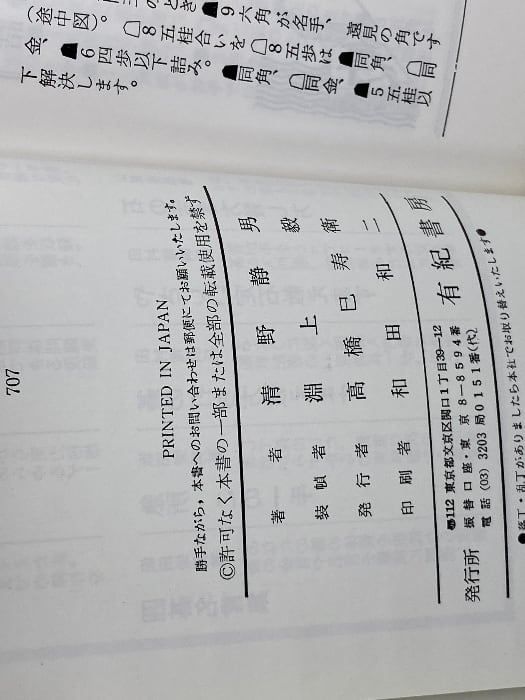 三のとき☗9六角が名手、遠見の角です
（途中図）。☖8五桂合いを☖8五歩は☗同角、☖同
金、☗6四歩以下詰み。☗同角、☖同金、☗5五桂以
下解決します。
707
PRINTED IN JAPAN
勝手ながら，本書へのお問い合わせは郵便にてお願いいたします。
©許可なく本書の一部または全部の転載使用を禁ず
著者 清野静男
装幀者 淵上毅
発行者 高橋巳寿衛
印刷者 和田和二
発行所 〠112 東京都文京区関口1丁目39—12 有紀書房
振替口座・東京8—8594番
電話 (03) 3203局0151番(代)
●落丁・乱丁がありましたら本社でお取り替えいたします●